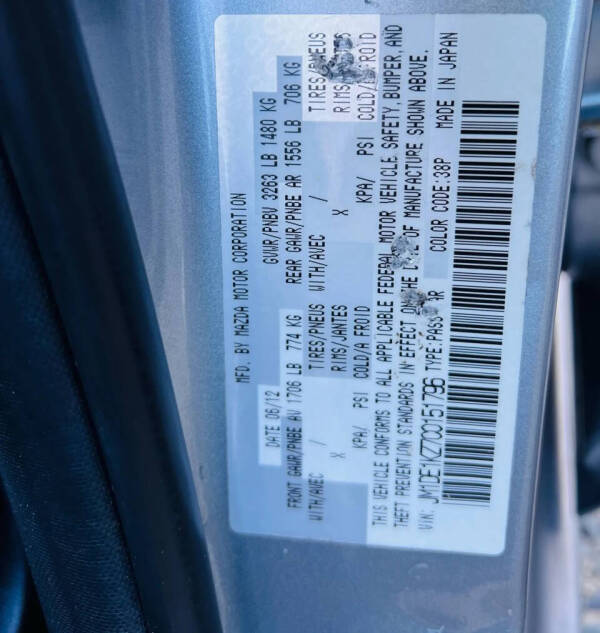 MFD. BY MAZDA MOTOR CORPORATION
DATE 06/12 GVWR/PNBV 3263 LB 1480 KG
FRONT GAWR/PNBE AV 1706 LB 774 KG REAR GAWR/PNBE AR 1556 LB 706 KG
WITH/AVEC / TIRES/PNEUS WITH/AVEC / TIRES/PNEUS
X RIMS/JANTES X RIMS
KPA/ PSI COLD/A FROID KPA/ PSI COLD/A FROID
THIS VEHICLE CONFORMS TO ALL APPLICABLE FEDERAL MOTOR VEHICLE SAFETY, BUMPER, AND
THEFT PREVENTION STANDARDS IN EFFECT ON THE OF MANUFACTURE SHOWN ABOVE.
VIN: JM1DE1KZ7C0151796 TYPE:PASS COLOR CODE:38P MADE IN JAPAN